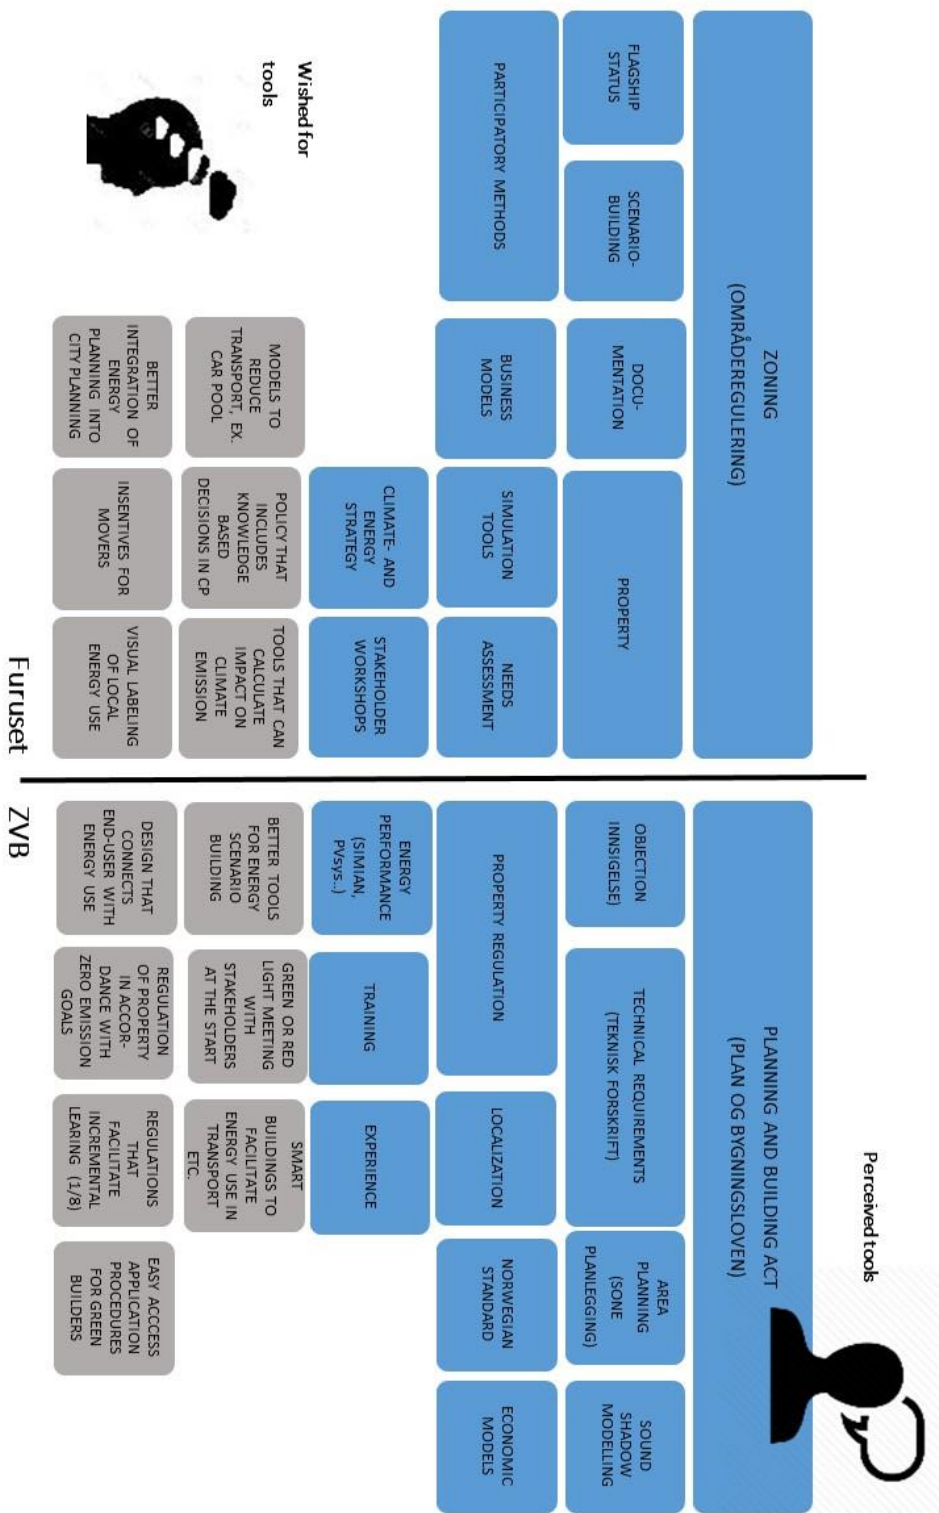 Perceived tools
ZONING
(OMRÅDEREGULERING)
FLAGSHIP
STATUS
SCENARIO-
BUILDING
DOCU-
MENTATION
PROPERTY
PARTICIPATORY METHODS
BUSINESS
MODELS
SIMULATION
TOOLS
NEEDS
ASSESSMENT
CLIMATE- AND
ENERGY
STRATEGY
STAKEHOLDER
WORKSHOPS
Wished for
tools
MODELS TO
REDUCE
TRANSPORT, EX.
CAR POOL
POLICY THAT
INCLUDES
KNOWLEDGE
BASED
DECISIONS IN CP
TOOLS THAT CAN
CALCULATE
IMPACT ON
CLIMATE
EMISSION
BETTER
INTEGRATION OF
ENERGY
PLANNING INTO
CITY PLANNING
INSENTIVES FOR
MOVERS
VISUAL LABELING
OF LOCAL
ENERGY USE
Furuset
PLANNING AND BUILDING ACT
(PLAN OG BYGNINGSLOVEN)
OBJECTION
INNSIGELSE)
TECHNICAL REQUIREMENTS
(TEKNISK FORSKRIFT)
AREA
PLANNING
(SONE
PLANLEGGING)
SOUND
SHADOW
MODELLING
PROPERTY REGULATION
LOCALIZATION
NORWEGIAN
STANDARD
ECONOMIC
MODELS
ENERGY
PERFORMANCE
(SIMIAN,
PVsys..)
TRAINING
EXPERIENCE
BETTER TOOLS
FOR ENERGY
SCENARIO
BUILDING
GREEN OR RED
LIGHT MEETING
WITH
STAKEHOLDERS
AT THE START
SMART
BUILDINGS TO
FACILITATE
ENERGY USE IN
TRANSPORT
ETC.
DESIGN THAT
CONNECTS
END-USER WITH
ENERGY USE
REGULATION
OF PROPERTY
IN ACCOR-
DANCE WITH
ZERO EMISSION
GOALS
REGULATIONS
THAT
FACILITATE
INCREMENTAL
LEARING (1/8)
EASY ACCCESS
APPLICATION
PROCEDURES
FOR GREEN
BUILDERS
ZVB